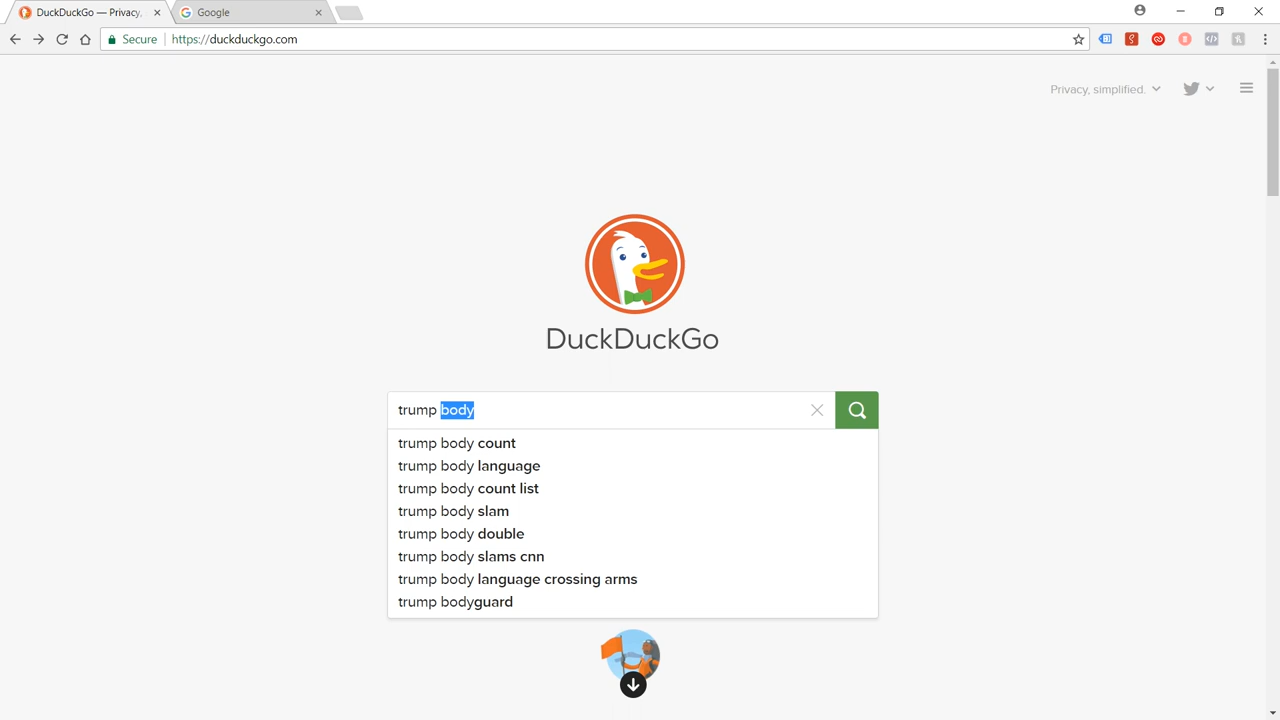 DuckDuckGo — Privacy,
Google
Secure https://duckduckgo.com
Privacy, simplified.
DuckDuckGo
trump body
trump body count
trump body language
trump body count list
trump body slam
trump body double
trump body slams cnn
trump body language crossing arms
trump bodyguard